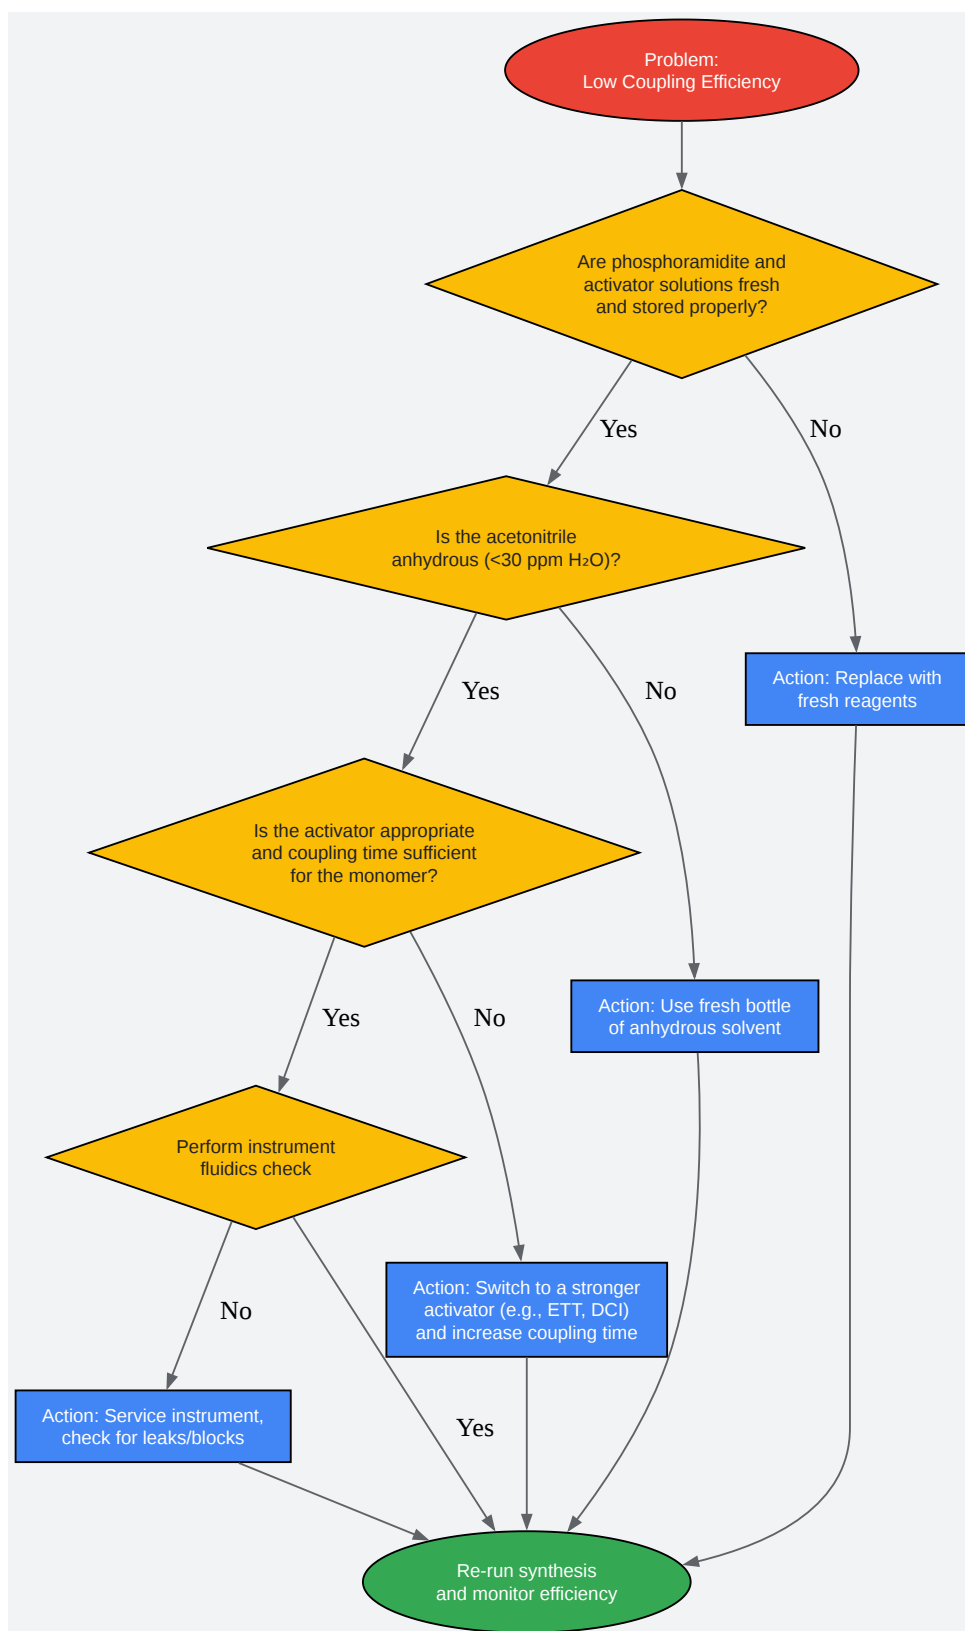 Problem:
Low Coupling Efficiency
Are phosphoramidite and
activator solutions fresh
and stored properly?
Yes
No
Is the acetonitrile
anhydrous (<30 ppm H₂O)?
Action: Replace with
fresh reagents
Yes
No
Is the activator appropriate
and coupling time sufficient
for the monomer?
Action: Use fresh bottle
of anhydrous solvent
Yes
No
Perform instrument
fluidics check
Action: Switch to a stronger
activator (e.g., ETT, DCI)
and increase coupling time
No
Yes
Action: Service instrument,
check for leaks/blocks
Re-run synthesis
and monitor efficiency